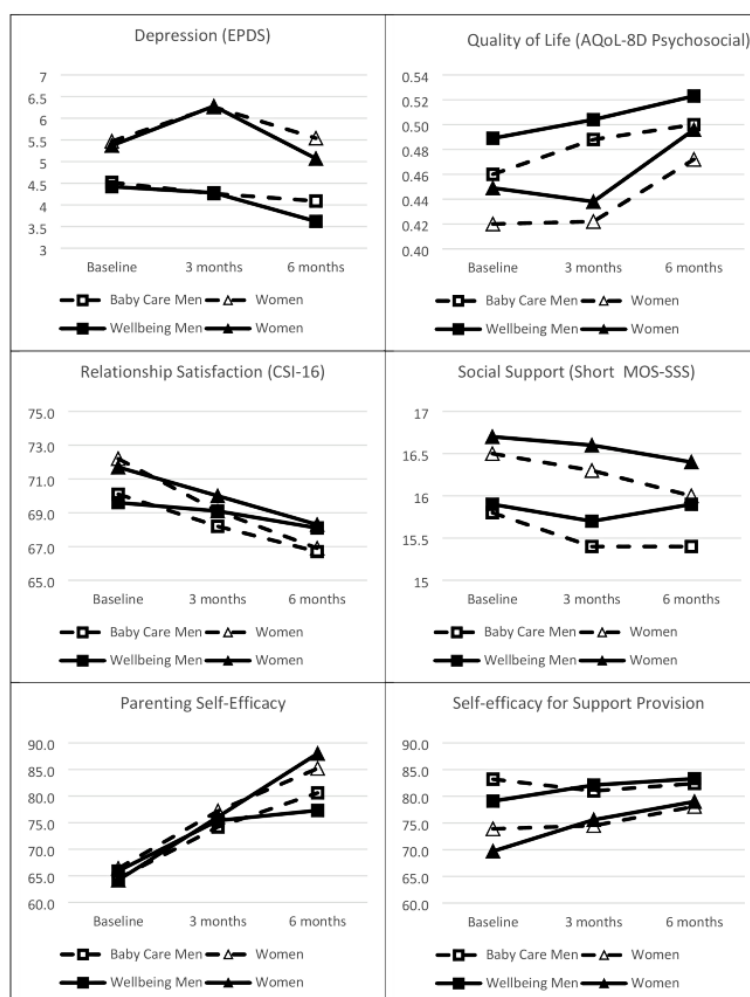 Depression (EPDS)
7
6.5
6
5.5
5
4.5
4
3.5
3
Baseline 3 months 6 months
Baby Care Men Women
Wellbeing Men Women
Quality of Life (AQoL-8D Psychosocial)
0.54
0.52
0.50
0.48
0.46
0.44
0.42
0.40
Baseline 3 months 6 months
Baby Care Men Women
Wellbeing Men Women
Relationship Satisfaction (CSI-16)
75.0
73.0
71.0
69.0
67.0
65.0
Baseline 3 months 6 months
Baby Care Men Women
Wellbeing Men Women
Social Support (Short MOS-SSS)
17
16.5
16
15.5
15
Baseline 3 months 6 months
Baby Care Men Women
Wellbeing Men Women
Parenting Self-Efficacy
90.0
85.0
80.0
75.0
70.0
65.0
60.0
Baseline 3 months 6 months
Baby Care Men Women
Wellbeing Men Women
Self-efficacy for Support Provision
90.0
85.0
80.0
75.0
70.0
65.0
60.0
Baseline 3 months 6 months
Baby Care Men Women
Wellbeing Men Women